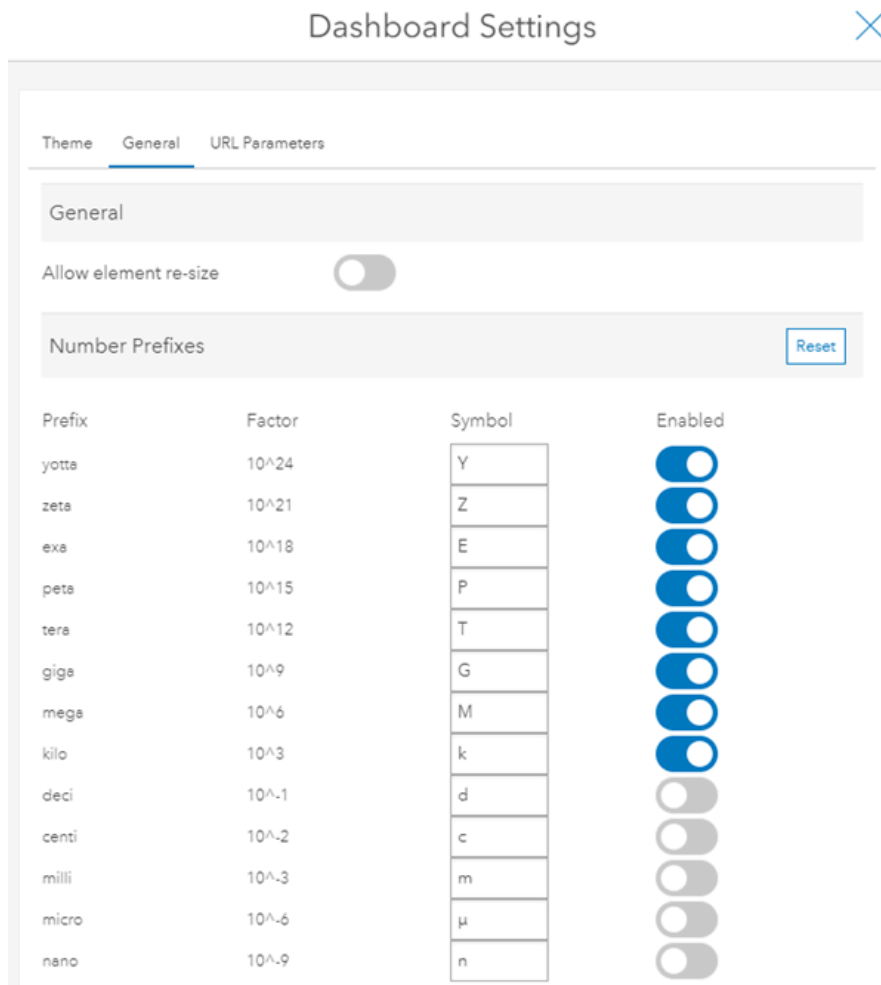 Dashboard Settings
Theme General URL Parameters
General
Allow element re-size
Number Prefixes Reset
Prefix Factor Symbol Enabled
yotta 10^24 Y
zeta 10^21 Z
exa 10^18 E
peta 10^15 P
tera 10^12 T
giga 10^9 G
mega 10^6 M
kilo 10^3 k
deci 10^-1 d
centi 10^-2 c
milli 10^-3 m
micro 10^-6 μ
nano 10^-9 n